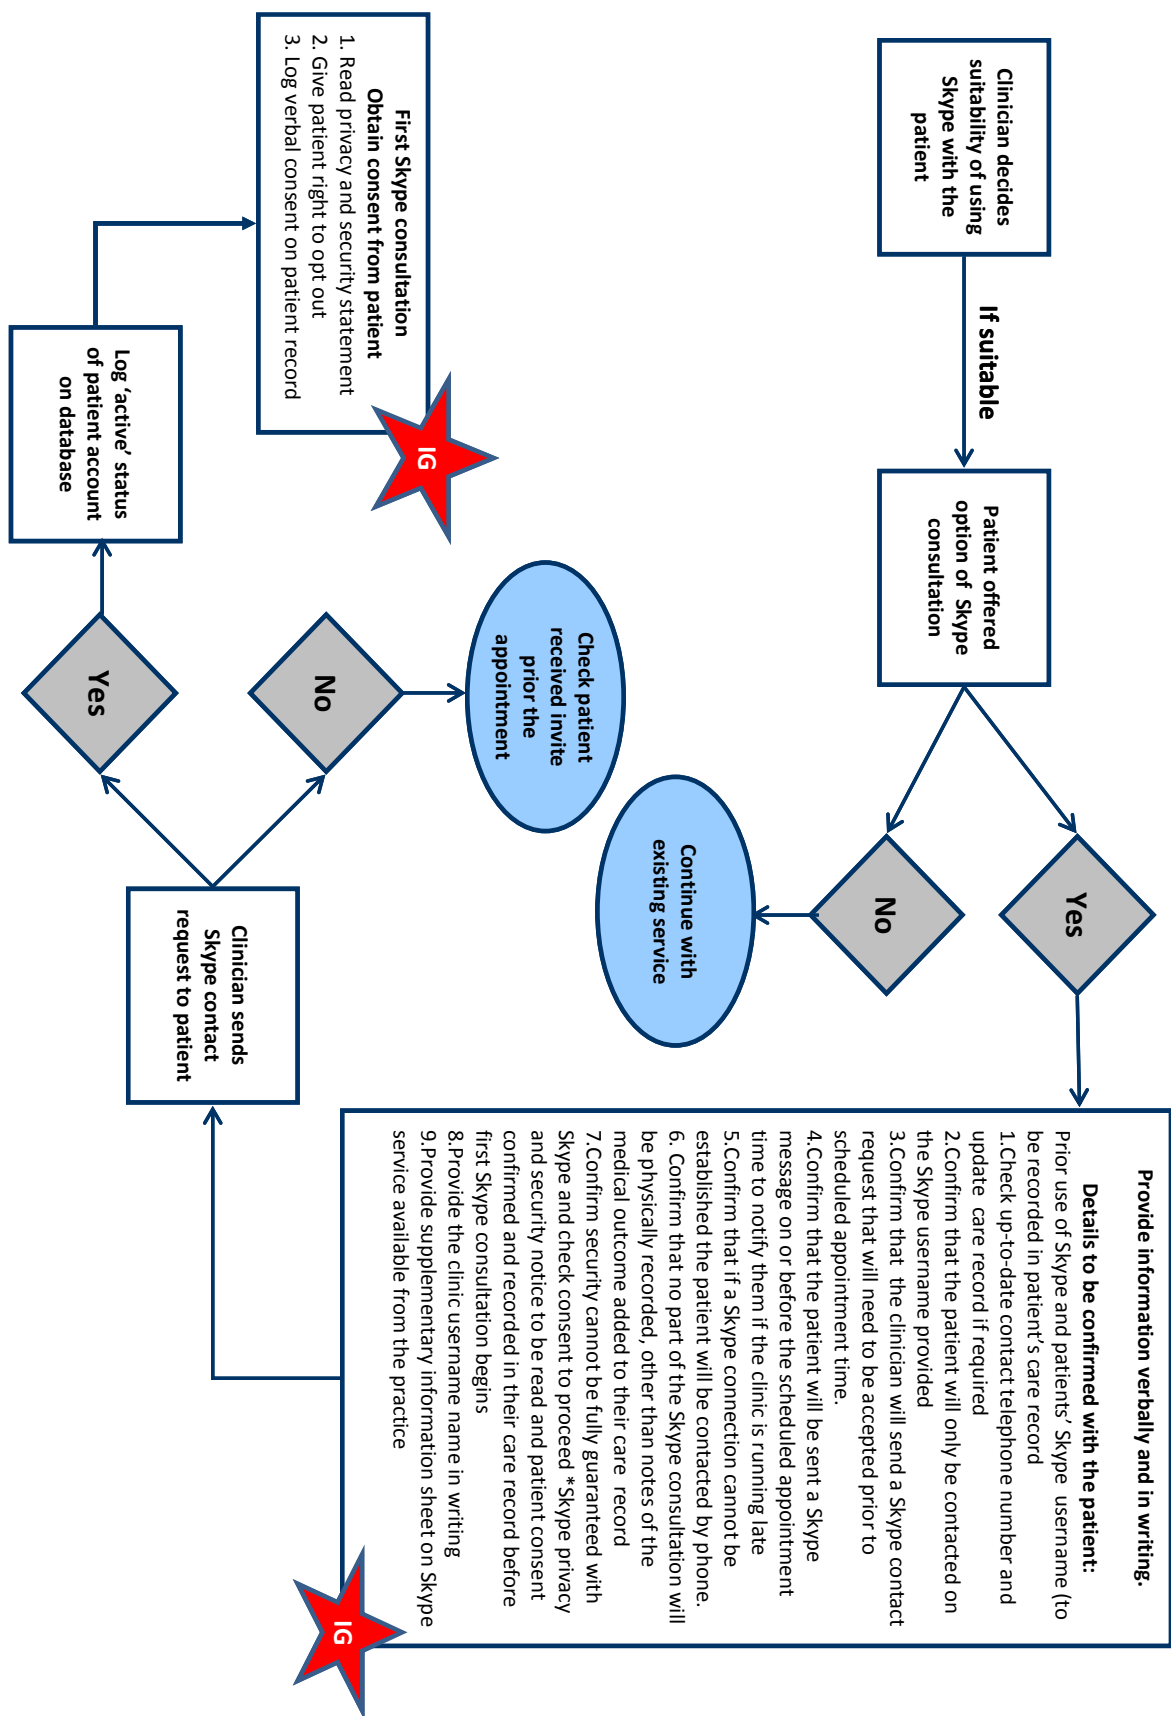 Clinician decides
suitability of using
Skype with the
patient
If suitable
Patient offered
option of Skype
consultation
Yes
No
Continue with
existing service
Provide information verbally and in writing.
Prior use of Skype and patients’ Skype username (to
be recorded in patient’s care record
Details to be confirmed with the patient:
1.Check up-to-date contact telephone number and
update care record if required
2.Confirm that the patient will only be contacted on
the Skype username provided
3.Confirm that the clinician will send a Skype contact
request that will need to be accepted prior to
scheduled appointment time.
4.Confirm that the patient will be sent a Skype
message on or before the scheduled appointment
time to notify them if the clinic is running late
5.Confirm that if a Skype connection cannot be
established the patient will be contacted by phone.
6. Confirm that no part of the Skype consultation will
be physically recorded, other than notes of the
medical outcome added to their care record
7.Confirm security cannot be fully guaranteed with
Skype and check consent to proceed *Skype privacy
and security notice to be read and patient consent
confirmed and recorded in their care record before
first Skype consultation begins
8.Provide the clinic username name in writing
9.Provide supplementary information sheet on Skype
service available from the practice
IG
Clinician sends
Skype contact
request to patient
No
Check patient
received invite
prior the
appointment
Yes
Log ‘active’ status
of patient account
on database
First Skype consultation
Obtain consent from patient
1. Read privacy and security statement
2. Give patient right to opt out
3. Log verbal consent on patient record
IG